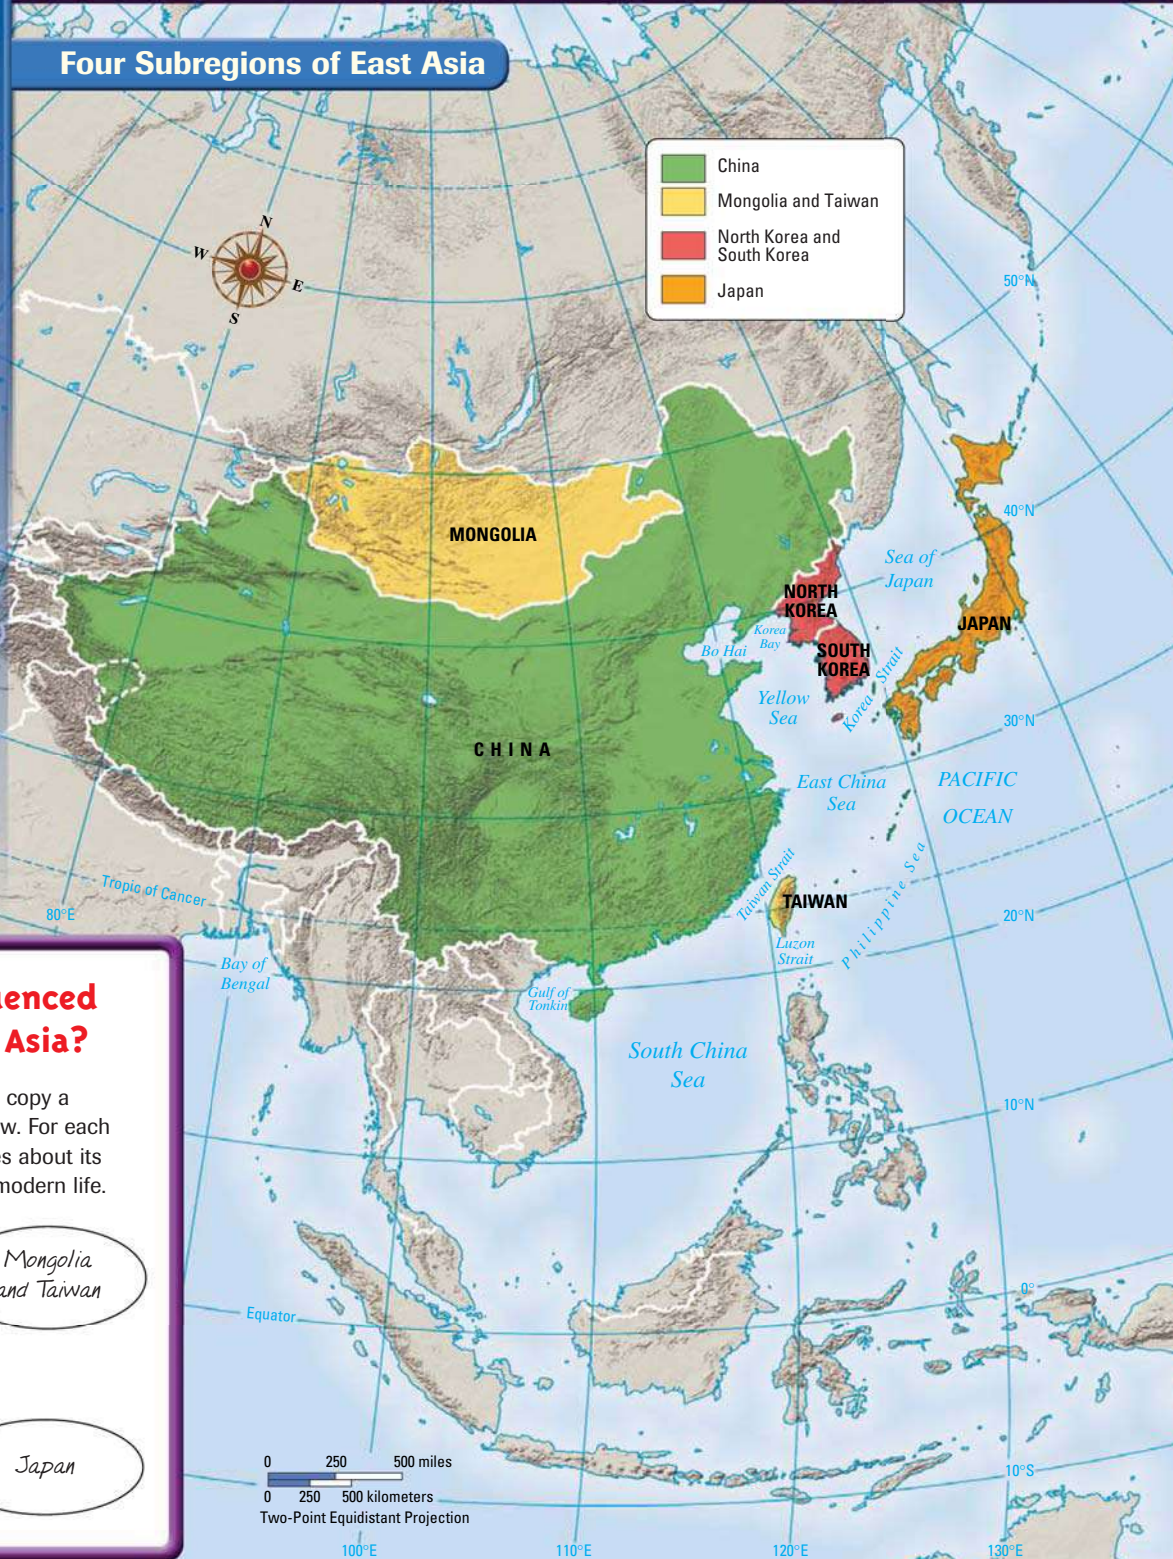 Four Subregions of East Asia
China
Mongolia and Taiwan
North Korea and
South Korea
Japan
N
W
E
S
50°N
40°N
30°N
20°N
10°N
0°
10°S
MONGOLIA
NORTH
KOREA
SOUTH
KOREA
JAPAN
CHINA
TAIWAN
Sea of
Japan
Korea
Bay
Bo Hai
Yellow
Sea
Korea Strait
East China
Sea
PACIFIC
OCEAN
Taiwan Strait
Philippine Sea
Luzon
Strait
Tropic of Cancer
80°E
Bay of
Bengal
Gulf of
Tonkin
South China
Sea
Equator
uenced
Asia?
copy a
w. For each
es about its
modern life.
Mongolia
and Taiwan
Japan
0 250 500 miles
0 250 500 kilometers
Two-Point Equidistant Projection
100°E
110°E
120°E
130°E